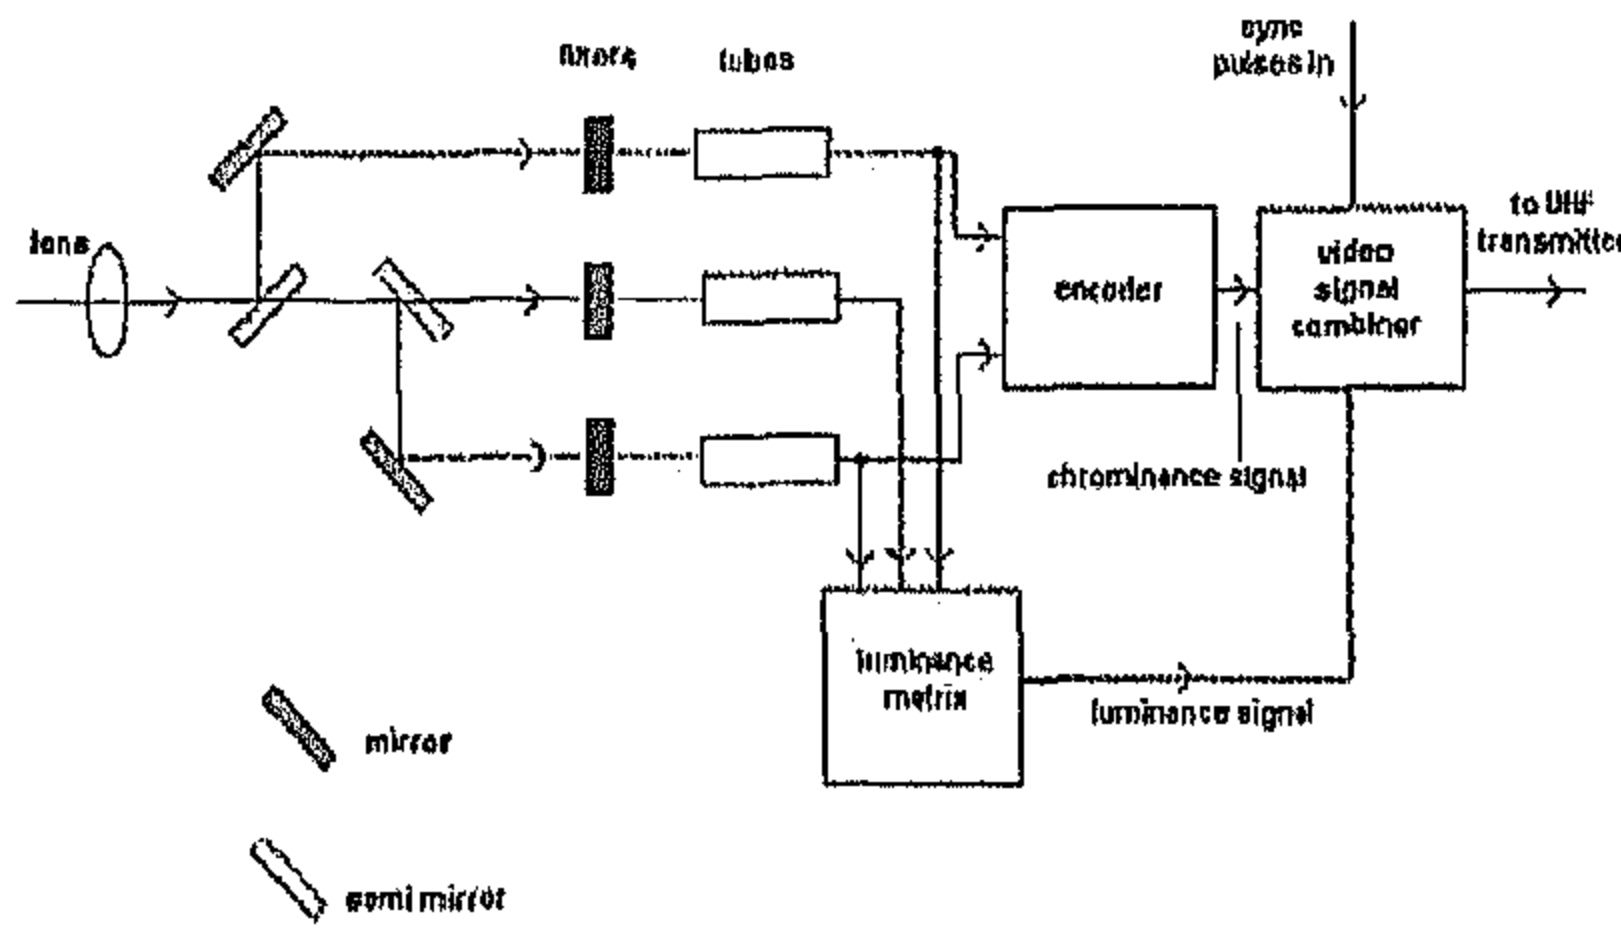 filters
tubes
sync
pulses in
lens
to UHF
transmitter
encoder
video
signal
combiner
chrominance signal
luminance
matrix
luminance signal
mirror
semi mirror